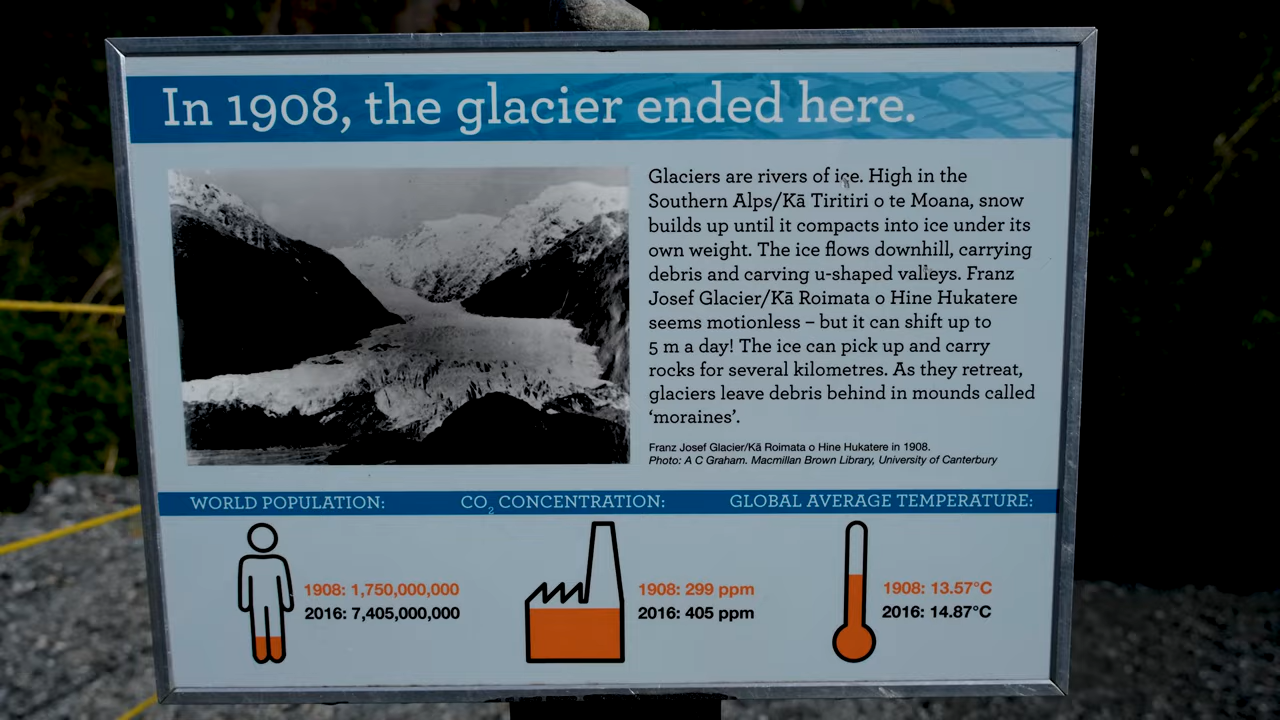 In 1908, the glacier ended here.
Glaciers are rivers of ice. High in the
Southern Alps/Kā Tiritiri o te Moana, snow
builds up until it compacts into ice under its
own weight. The ice flows downhill, carrying
debris and carving u-shaped valleys. Franz
Josef Glacier/Kā Roimata o Hine Hukatere
seems motionless – but it can shift up to
5 m a day! The ice can pick up and carry
rocks for several kilometres. As they retreat,
glaciers leave debris behind in mounds called
‘moraines’.
Franz Josef Glacier/Kā Roimata o Hine Hukatere in 1908.
Photo: A C Graham. Macmillan Brown Library, University of Canterbury
WORLD POPULATION:
1908: 1,750,000,000
2016: 7,405,000,000
CO₂ CONCENTRATION:
1908: 299 ppm
2016: 405 ppm
GLOBAL AVERAGE TEMPERATURE:
1908: 13.57°C
2016: 14.87°C